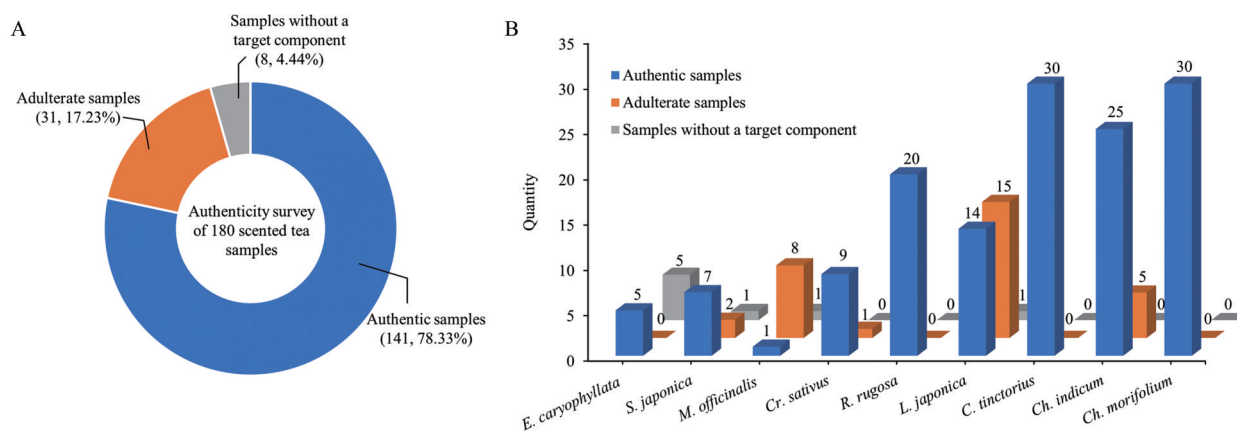 A
Samples without a
target component
(8, 4.44%)
Adulterate samples
(31, 17.23%)
Authenticity survey
of 180 scented tea
samples
Authentic samples
(141, 78.33%)
B
Quantity
35
30
25
20
15
10
5
0
Authentic samples
Adulterate samples
Samples without a target component
5
0
5
7
2
1
1
8
1
9
1
0
20
0
0
14
15
1
30
0
0
25
5
0
30
0
0
E. caryophyllata
S. japonica
M. officinalis
Cr. sativus
R. rugosa
L. japonica
C. tinctorius
Ch. indicum
Ch. morifolium